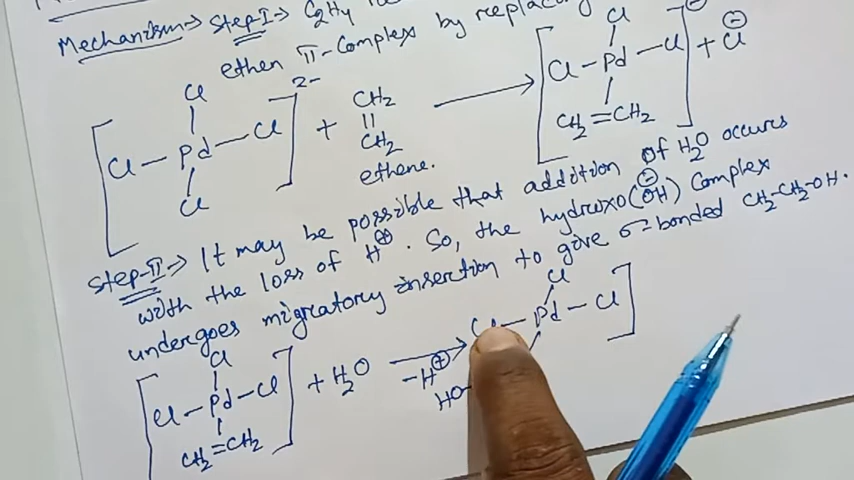 Mechanism → Step-I → C2H4
ethen π-Complex by replacing
[Cl-Pd(Cl)(Cl)-Cl]2- + CH2=CH2 → [Cl-Pd(Cl)(CH2=CH2)-Cl]⊖ + Cl⊖
ethene.
Step-II → It may be possible that addition of H2O occurs
with the loss of H⊕. So, the hydroxo(OH⊖) Complex
undergoes migratory insertion to give σ-bonded CH2-CH2-OH.
[Cl-Pd(Cl)(CH2=CH2)-Cl] + H2O → -H⊕ Pd(Cl)-Cl]
HO-